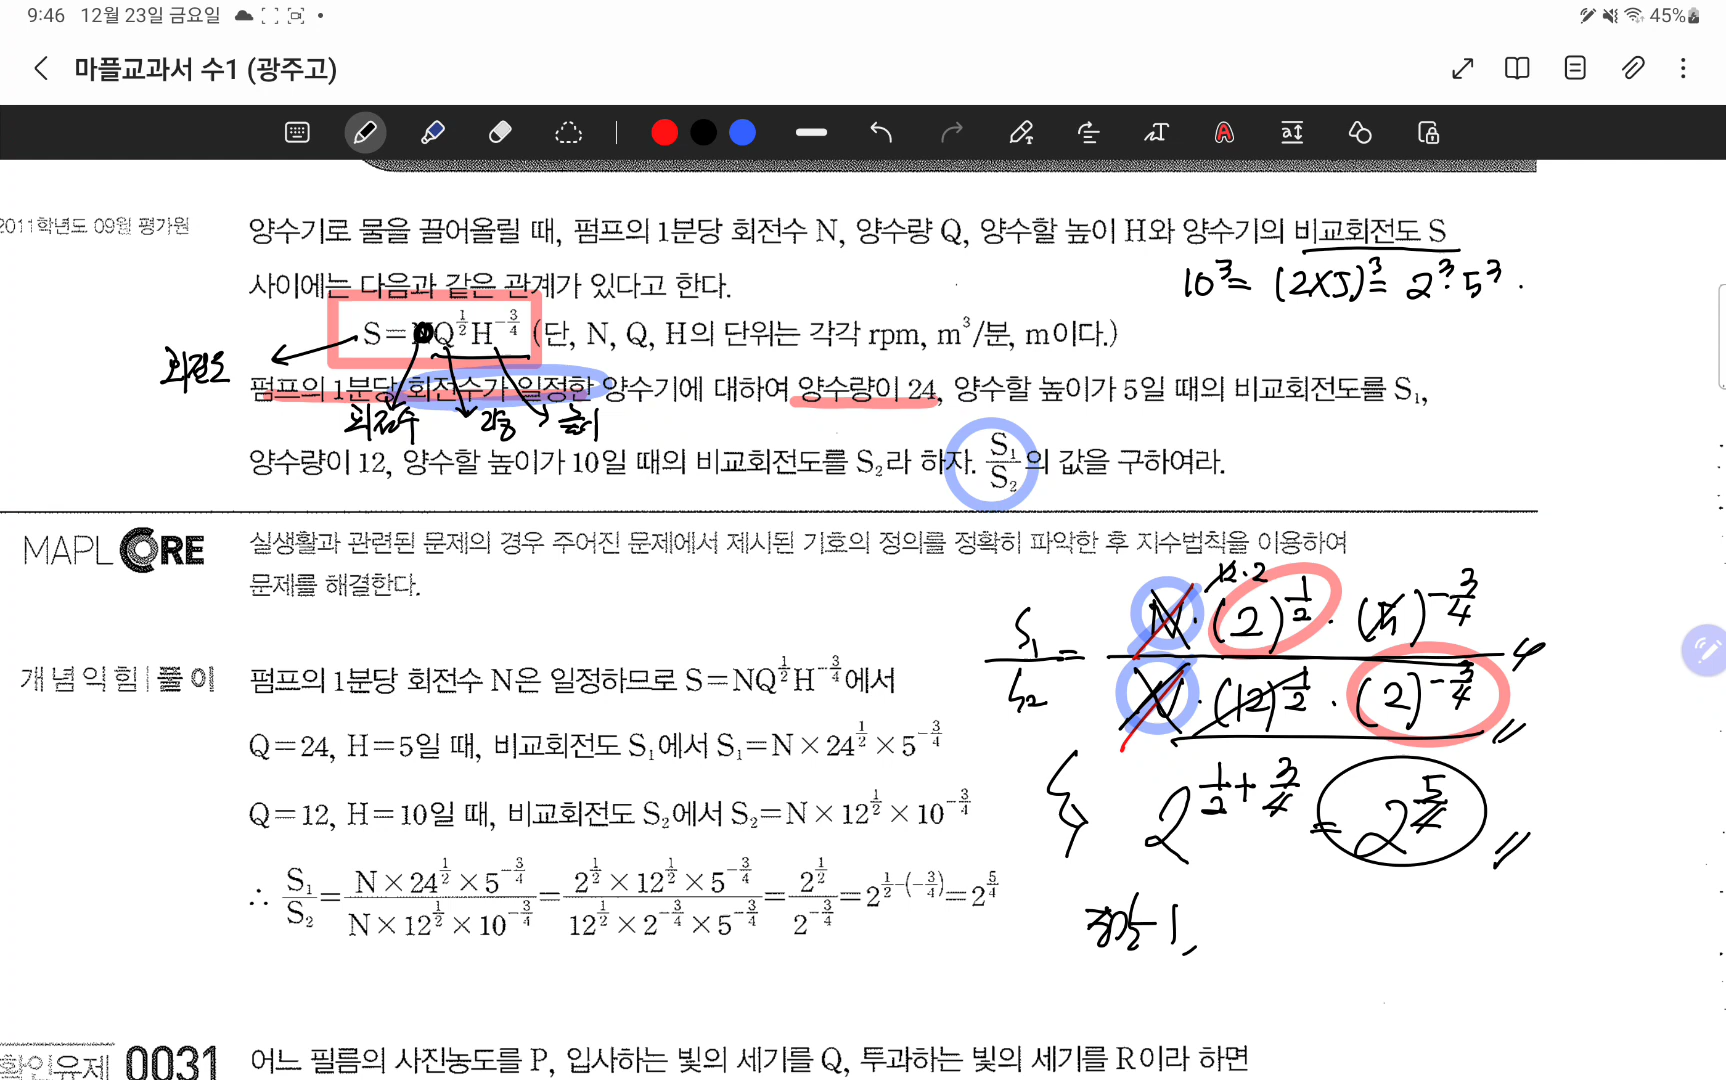 9:46 12월 23일 금요일
45%
마플교과서 수1 (광주고)
2011학년도 09월 평가원
양수기로 물을 끌어올릴 때, 펌프의 1분당 회전수 N, 양수량 Q, 양수할 높이 H와 양수기의 비교회전도 S
사이에는 다음과 같은 관계가 있다고 한다.
10³= (2×5)³= 2³·5³.
S=NQ^{1/2}H^{-3/4} (단, N, Q, H의 단위는 각각 rpm, m³/분, m이다.)
회전도
펌프의 1분당 회전수가 일정한 양수기에 대하여 양수량이 24, 양수할 높이가 5일 때의 비교회전도를 S₁,
회전수 높이
양수량이 12, 양수할 높이가 10일 때의 비교회전도를 S₂라 하자. S₁/S₂의 값을 구하여라.
MAPL CORE 실생활과 관련된 문제의 경우 주어진 문제에서 제시된 기호의 정의를 정확히 파악한 후 지수법칙을 이용하여
문제를 해결한다.
12·2
S₁/S₂ = N·(2)^{1/2}·(5)^{-3/4} / N·(12)^{1/2}·(2)^{-3/4}
개념익힘|풀이 펌프의 1분당 회전수 N은 일정하므로 S=NQ^{1/2}H^{-3/4}에서
Q=24, H=5일 때, 비교회전도 S₁에서 S₁=N×24^{1/2}×5^{-3/4}
Q=12, H=10일 때, 비교회전도 S₂에서 S₂=N×12^{1/2}×10^{-3/4}
2^{1/2+3/4} = 2^{5/4}
∴ S₁/S₂ = N×24^{1/2}×5^{-3/4} / N×12^{1/2}×10^{-3/4} = 2^{1/2}×12^{1/2}×5^{-3/4} / 12^{1/2}×2^{-3/4}×5^{-3/4} = 2^{1/2} / 2^{-3/4} = 2^{1/2-(-3/4)} = 2^{5/4}
확인유제 0031 어느 필름의 사진농도를 P, 입사하는 빛의 세기를 Q, 투과하는 빛의 세기를 R이라 하면